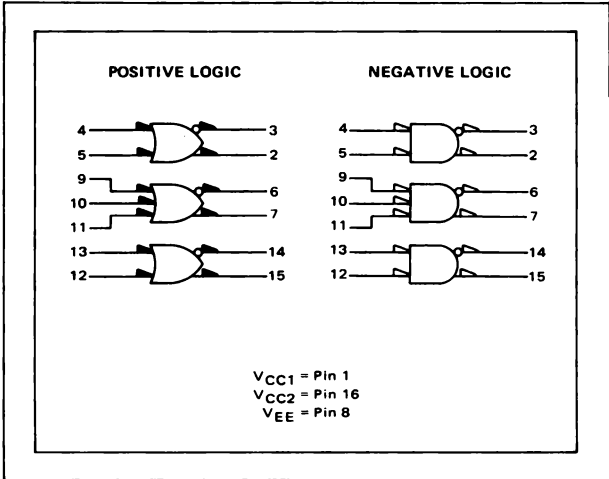 POSITIVE LOGIC
NEGATIVE LOGIC
4 3
5 2
9 6
10 7
11
13 14
12 15
4 3
5 2
9 6
10 7
11
13 14
12 15
VCC1 = Pin 1
VCC2 = Pin 16
VEE = Pin 8